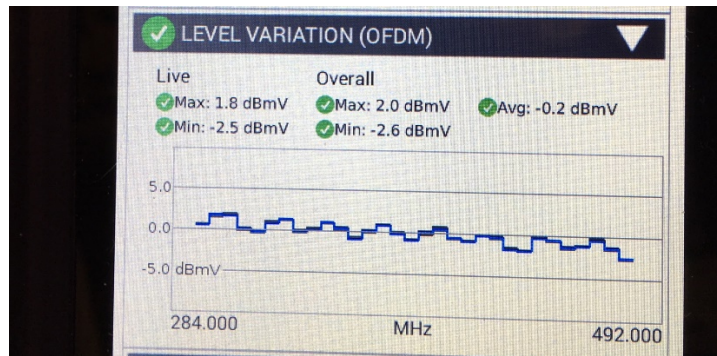 LEVEL VARIATION (OFDM)
Live Overall
Max: 1.8 dBmV Max: 2.0 dBmV Avg: -0.2 dBmV
Min: -2.5 dBmV Min: -2.6 dBmV
5.0
0.0
-5.0 dBmV
284.000 MHz 492.000